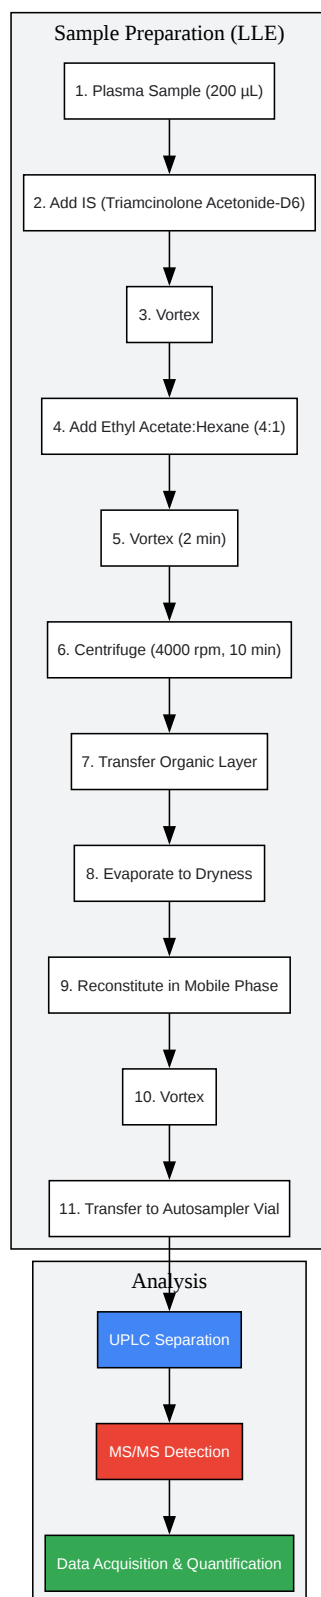 Sample Preparation (LLE)
1. Plasma Sample (200 µL)
2. Add IS (Triamcinolone Acetonide-D6)
3. Vortex
4. Add Ethyl Acetate:Hexane (4:1)
5. Vortex (2 min)
6. Centrifuge (4000 rpm, 10 min)
7. Transfer Organic Layer
8. Evaporate to Dryness
9. Reconstitute in Mobile Phase
10. Vortex
11. Transfer to Autosampler Vial
Analysis
UPLC Separation
MS/MS Detection
Data Acquisition & Quantification